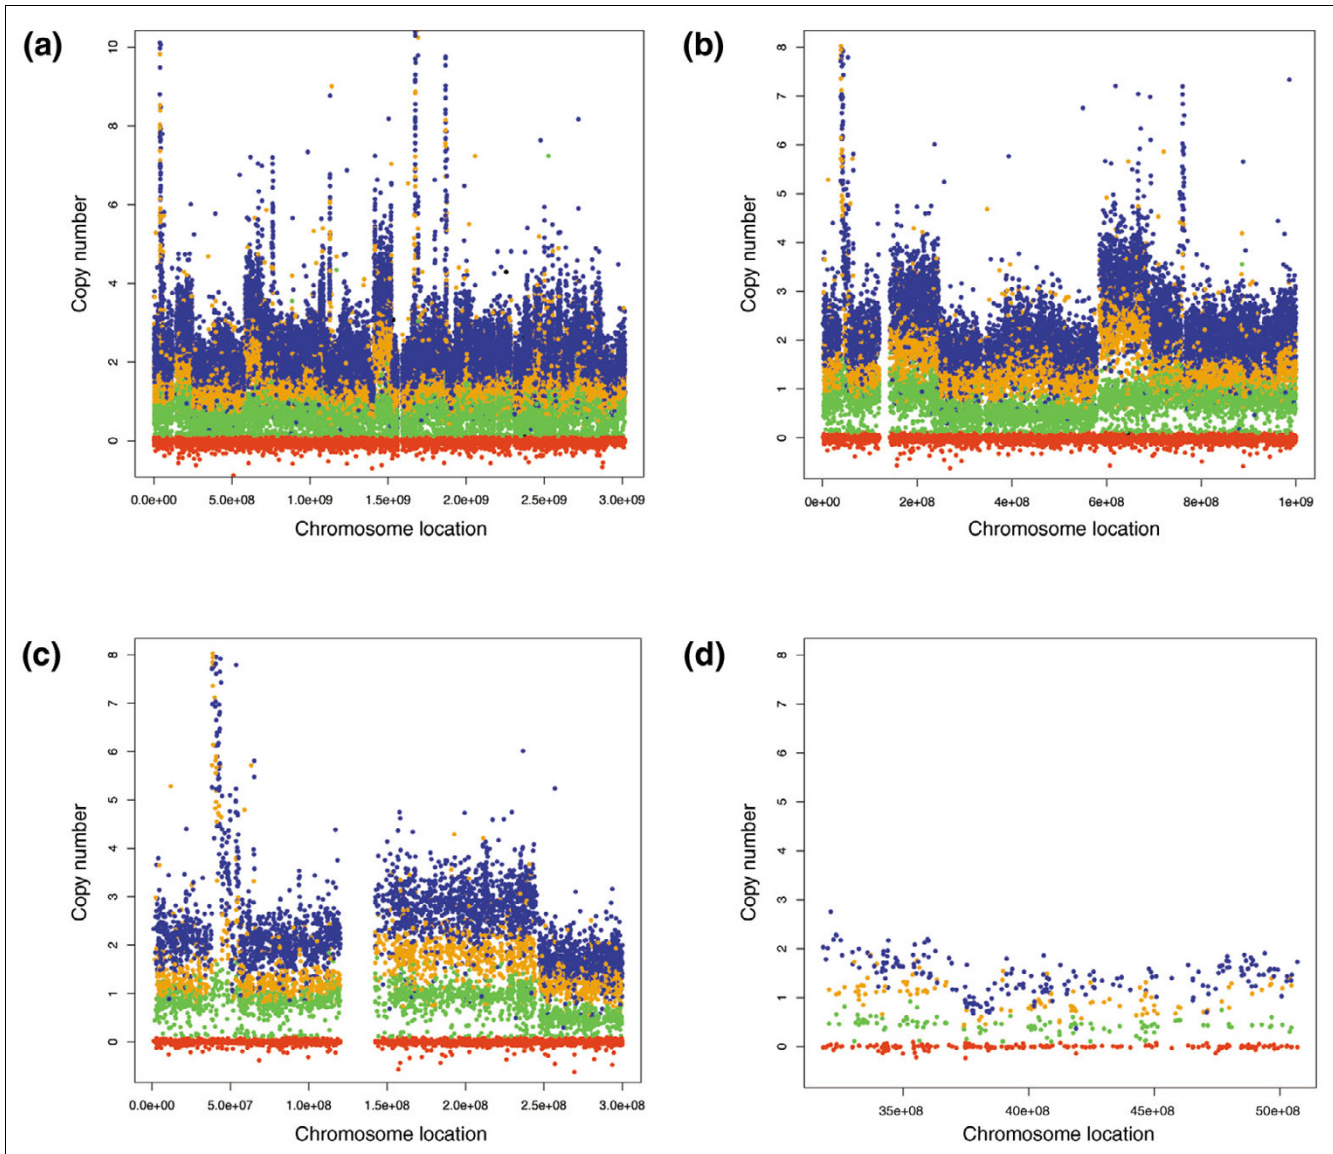 (a)
10
8
6
4
2
0
Copy number
0.0e+00 5.0e+08 1.0e+09 1.5e+09 2.0e+09 2.5e+09 3.0e+09
Chromosome location
(b)
8
7
6
5
4
3
2
1
0
Copy number
0e+00 2e+08 4e+08 6e+08 8e+08 1e+09
Chromosome location
(c)
8
7
6
5
4
3
2
1
0
Copy number
0.0e+00 5.0e+07 1.0e+08 1.5e+08 2.0e+08 2.5e+08 3.0e+08
Chromosome location
(d)
8
7
6
5
4
3
2
1
0
Copy number
35e+08 40e+08 45e+08 50e+08
Chromosome location